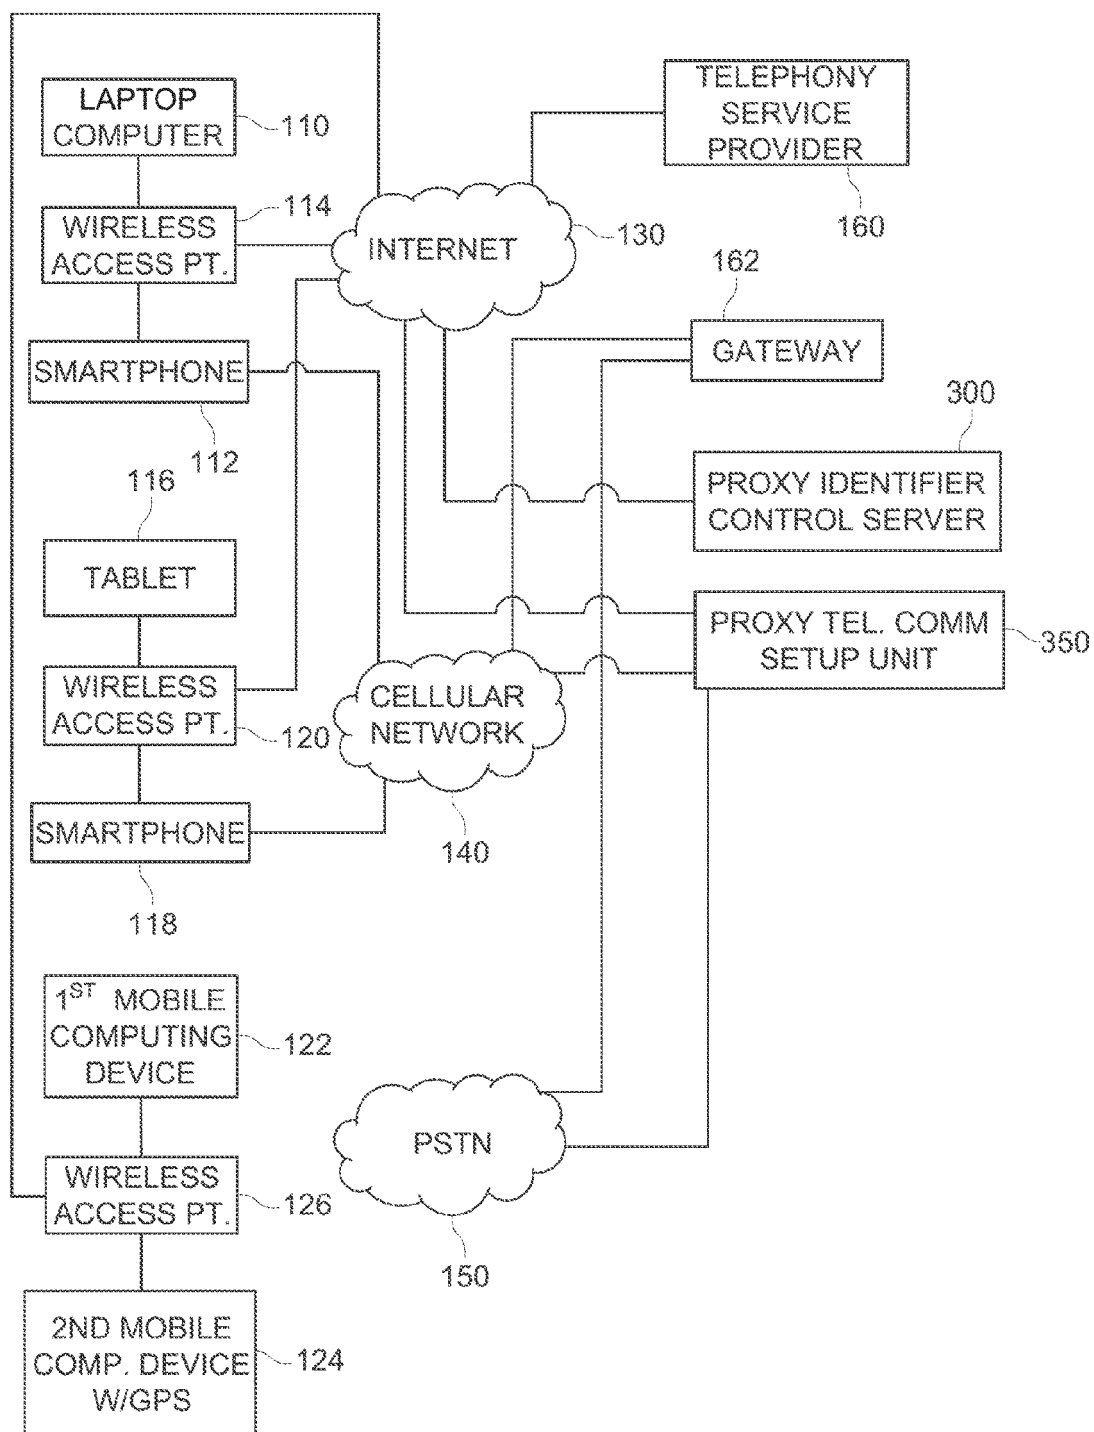 LAPTOP
COMPUTER
110
TELEPHONY
SERVICE
PROVIDER
160
114
WIRELESS
ACCESS PT.
INTERNET
130
162
GATEWAY
SMARTPHONE
112
300
PROXY IDENTIFIER
CONTROL SERVER
116
TABLET
PROXY TEL. COMM
SETUP UNIT
350
WIRELESS
ACCESS PT.
120
CELLULAR
NETWORK
140
SMARTPHONE
118
1ST MOBILE
COMPUTING
DEVICE
122
PSTN
150
WIRELESS
ACCESS PT.
126
2ND MOBILE
COMP. DEVICE
W/GPS
124